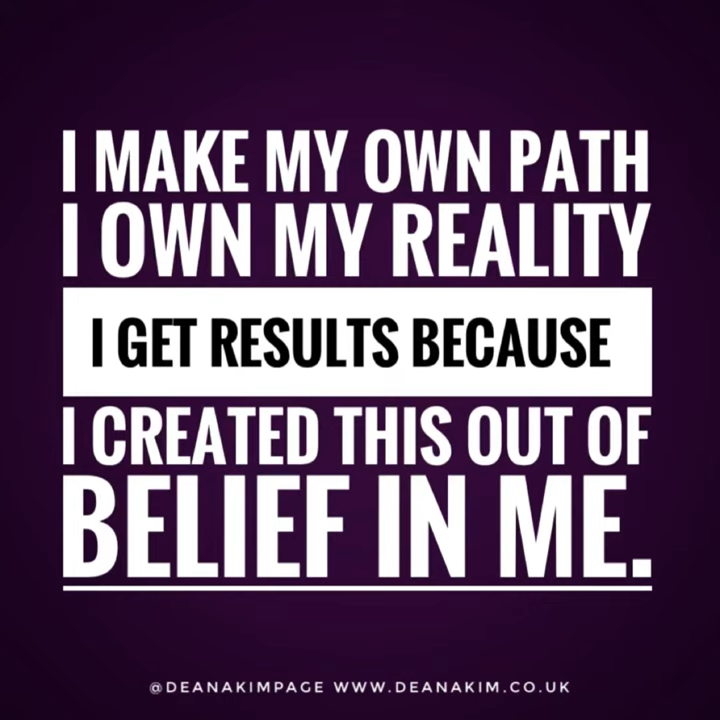 I MAKE MY OWN PATH
I OWN MY REALITY
I GET RESULTS BECAUSE
I CREATED THIS OUT OF
BELIEF IN ME.
@DEANAKIMPAGE WWW.DEANAKIM.CO.UK